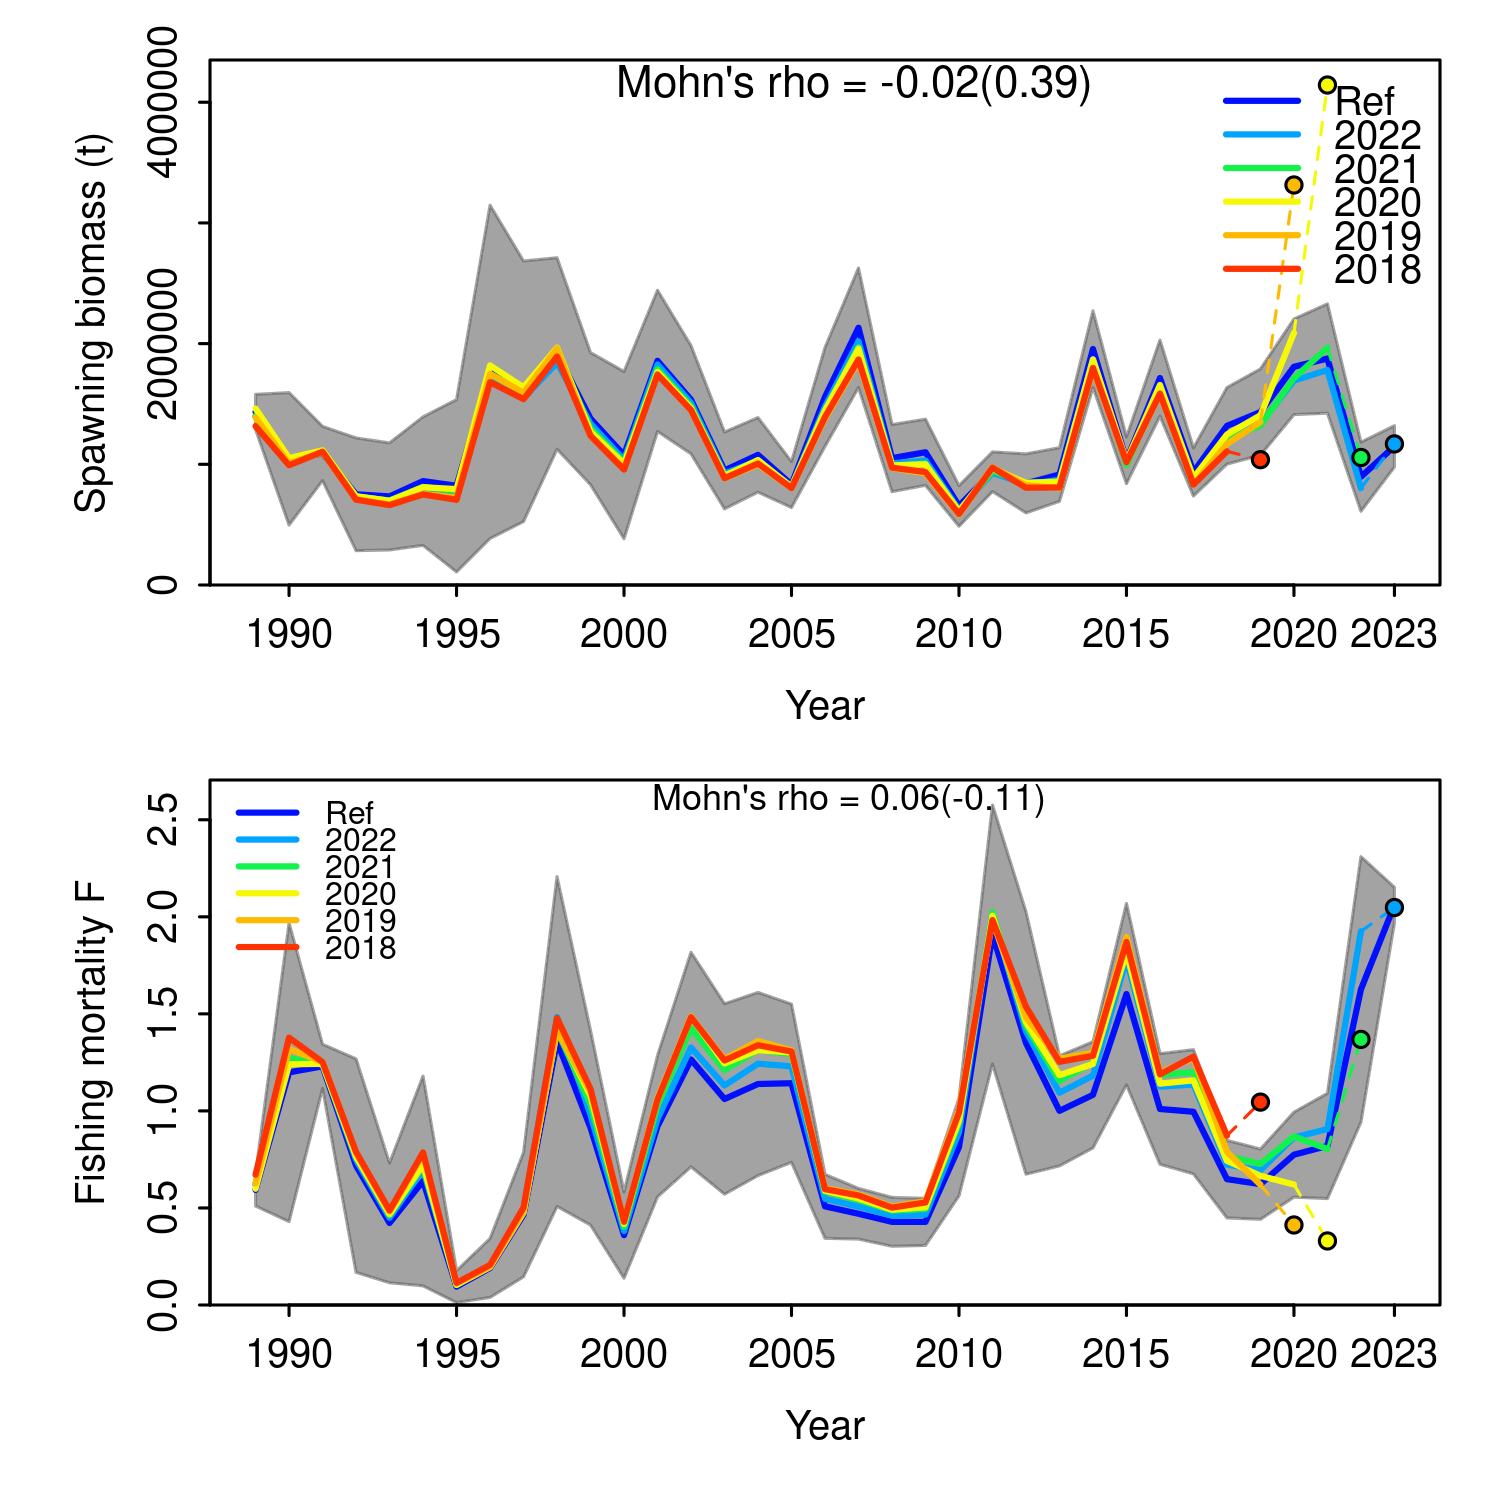 Mohn's rho = -0.02(0.39)
Spawning biomass (t)
0
2000000
4000000
Ref
2022
2021
2020
2019
2018
1990 1995 2000 2005 2010 2015 2020 2023
Year
Mohn's rho = 0.06(-0.11)
Fishing mortality F
0.0
0.5
1.0
1.5
2.0
2.5
Ref
2022
2021
2020
2019
2018
1990 1995 2000 2005 2010 2015 2020 2023
Year